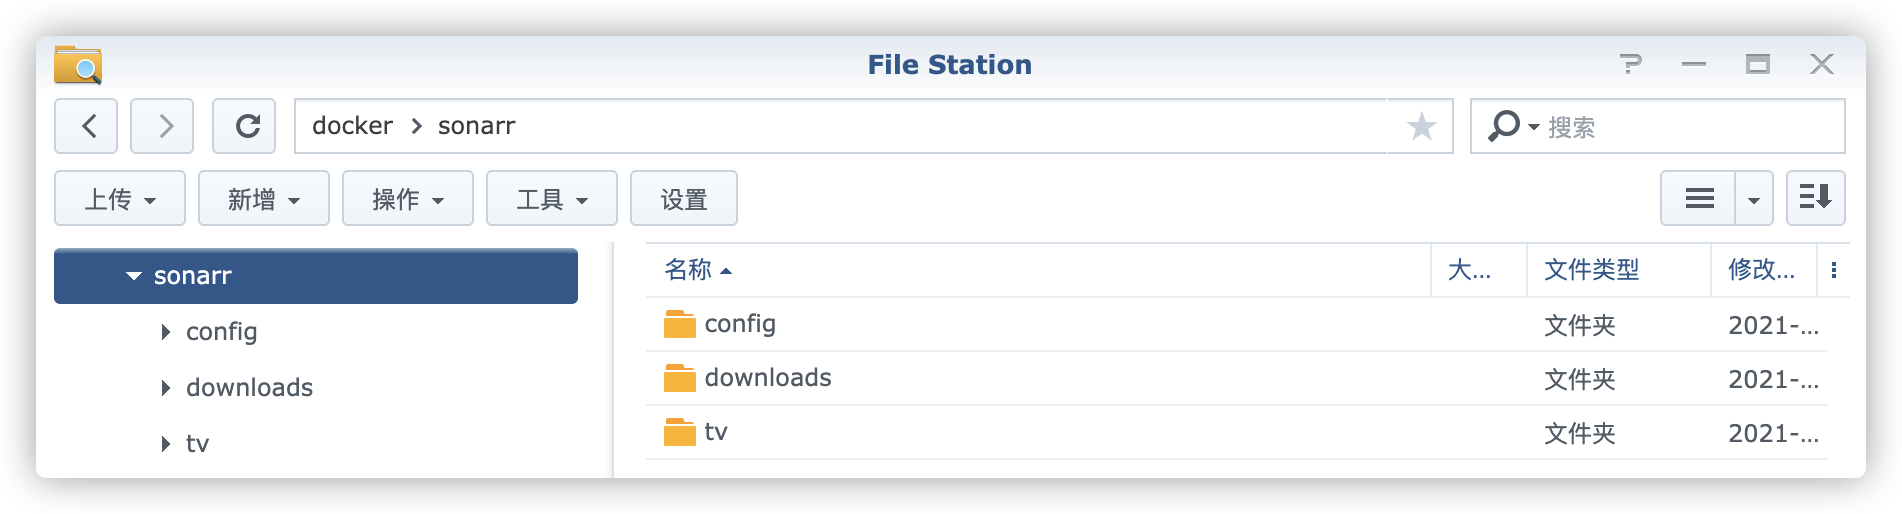 File Station
docker > sonarr
搜索
上传 新增 操作 工具 设置
sonarr
config
downloads
tv
名称 大... 文件类型 修改...
config 文件夹 2021-...
downloads 文件夹 2021-...
tv 文件夹 2021-...